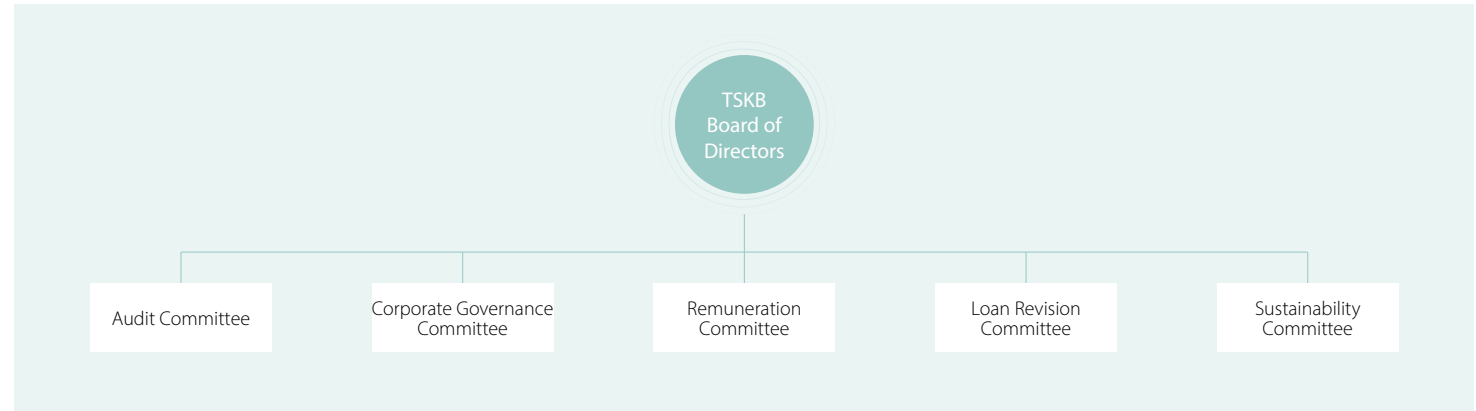 TSKB
Board of
Directors
Audit Committee
Corporate Governance
Committee
Remuneration
Committee
Loan Revision
Committee
Sustainability
Committee